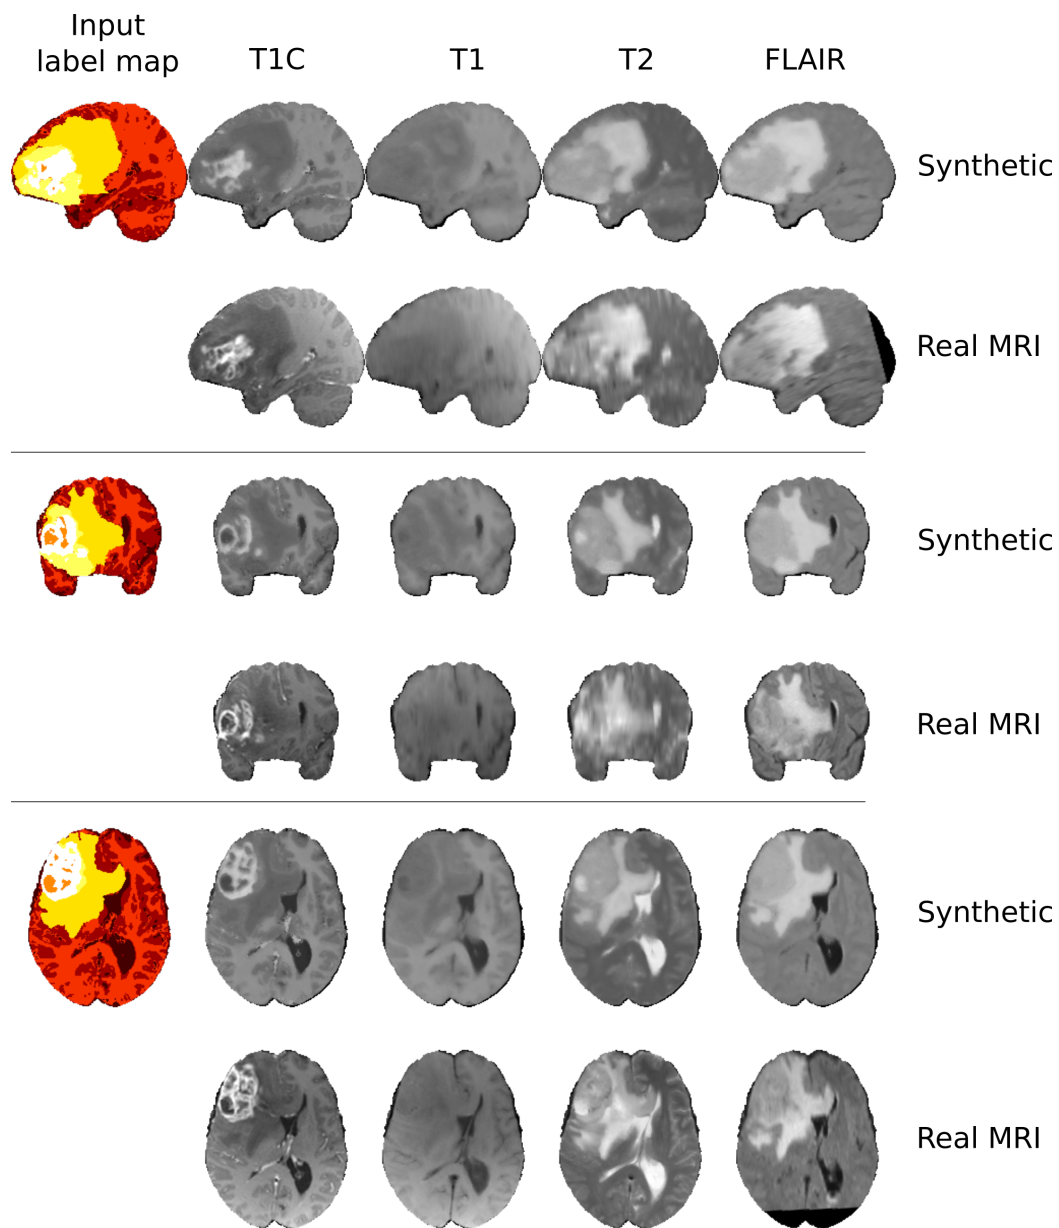 Input
label map
T1C
T1
T2
FLAIR
Synthetic
Real MRI
Synthetic
Real MRI
Synthetic
Real MRI